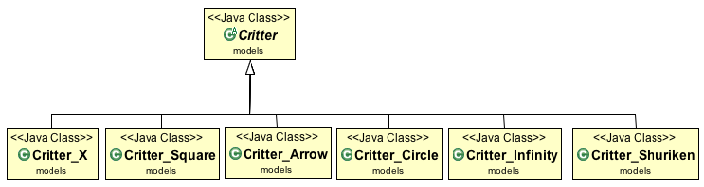 <<Java Class>>
Critter
models
<<Java Class>> <<Java Class>> <<Java Class>> <<Java Class>> <<Java Class>> <<Java Class>>
Critter_X Critter_Square Critter_Arrow Critter_Circle Critter_Infinity Critter_Shuriken
models models models models models models